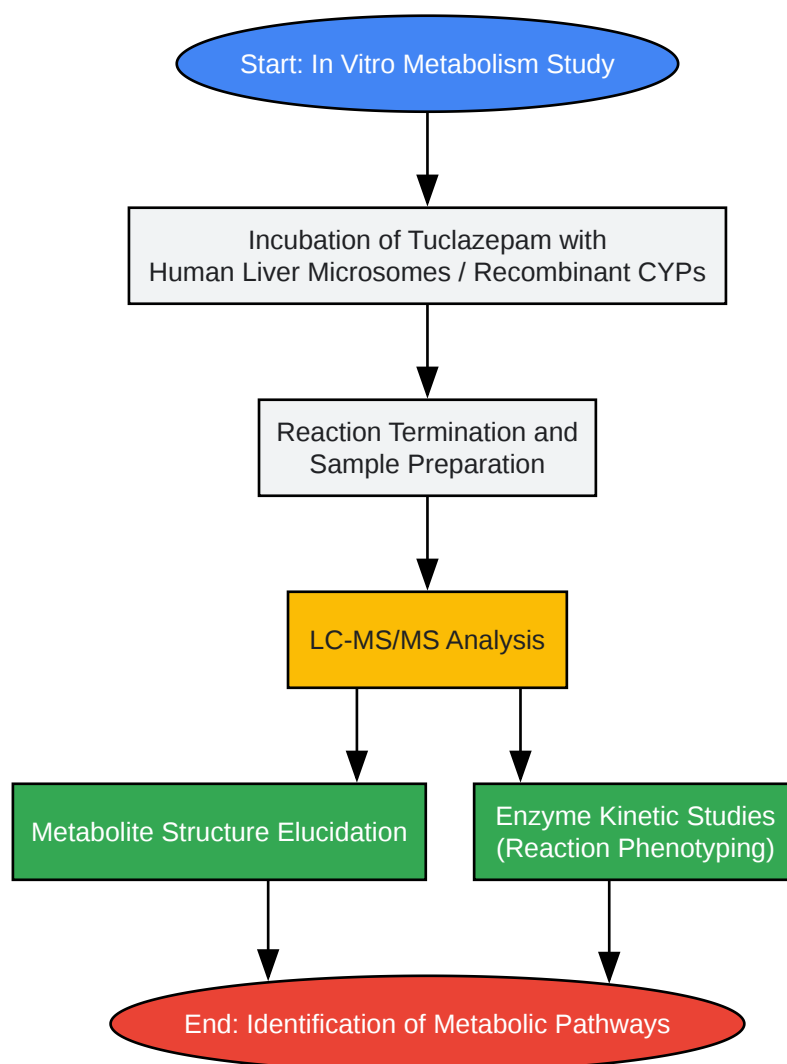 Start: In Vitro Metabolism Study
Incubation of Tuclazepam with
Human Liver Microsomes / Recombinant CYPs
Reaction Termination and
Sample Preparation
LC-MS/MS Analysis
Metabolite Structure Elucidation
Enzyme Kinetic Studies
(Reaction Phenotyping)
End: Identification of Metabolic Pathways